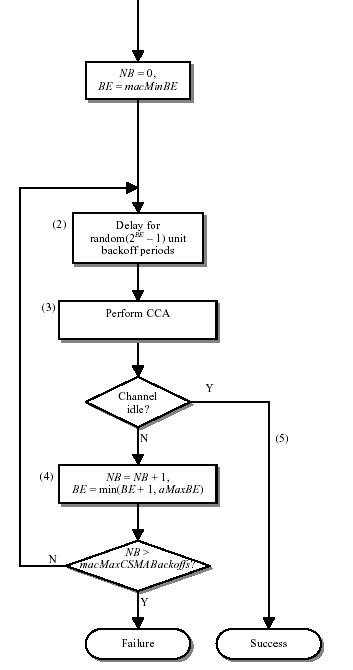 NB = 0,
BE = macMinBE
(2)
Delay for
random(2^BE – 1) unit
backoff periods
(3)
Perform CCA
Channel
idle?
Y
N
(5)
(4)
NB = NB + 1,
BE = min(BE + 1, aMaxBE)
NB >
macMaxCSMABackoffs?
N
Y
Failure
Success